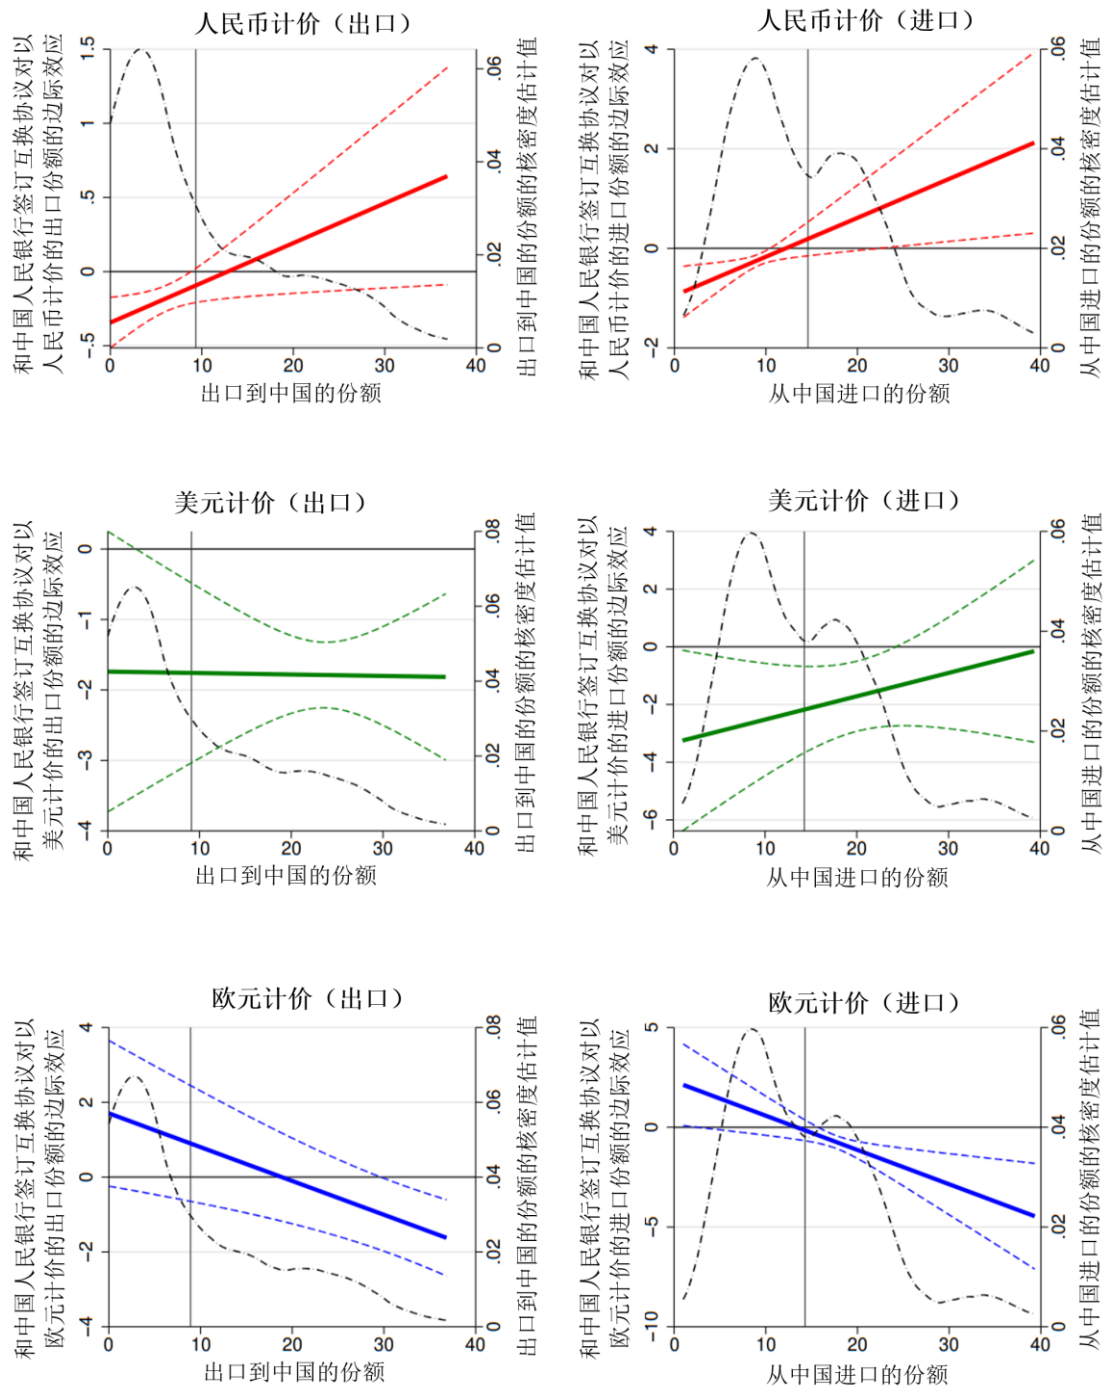 人民币计价（出口）
和中国人民银行签订互换协议对以
人民币计价的出口份额的边际效应
1.5
1
.5
0
-.5
.06
.04
.02
0
出口到中国的份额的核密度估计值
0 10 20 30 40
出口到中国的份额
人民币计价（进口）
和中国人民银行签订互换协议对以
人民币计价的进口份额的边际效应
4
2
0
-2
.06
.04
.02
0
从中国进口的份额的核密度估计值
0 10 20 30 40
从中国进口的份额
美元计价（出口）
和中国人民银行签订互换协议对以
美元计价的出口份额的边际效应
0
-1
-2
-3
-4
.08
.06
.04
.02
0
出口到中国的份额的核密度估计值
0 10 20 30 40
出口到中国的份额
美元计价（进口）
和中国人民银行签订互换协议对以
美元计价的进口份额的边际效应
4
2
0
-2
-4
-6
.06
.04
.02
0
从中国进口的份额的核密度估计值
0 10 20 30 40
从中国进口的份额
欧元计价（出口）
和中国人民银行签订互换协议对以
欧元计价的出口份额的边际效应
4
2
0
-2
-4
.08
.06
.04
.02
0
出口到中国的份额的核密度估计值
0 10 20 30 40
出口到中国的份额
欧元计价（进口）
和中国人民银行签订互换协议对以
欧元计价的进口份额的边际效应
5
0
-5
-10
.06
.04
.02
0
从中国进口的份额的核密度估计值
0 10 20 30 40
从中国进口的份额